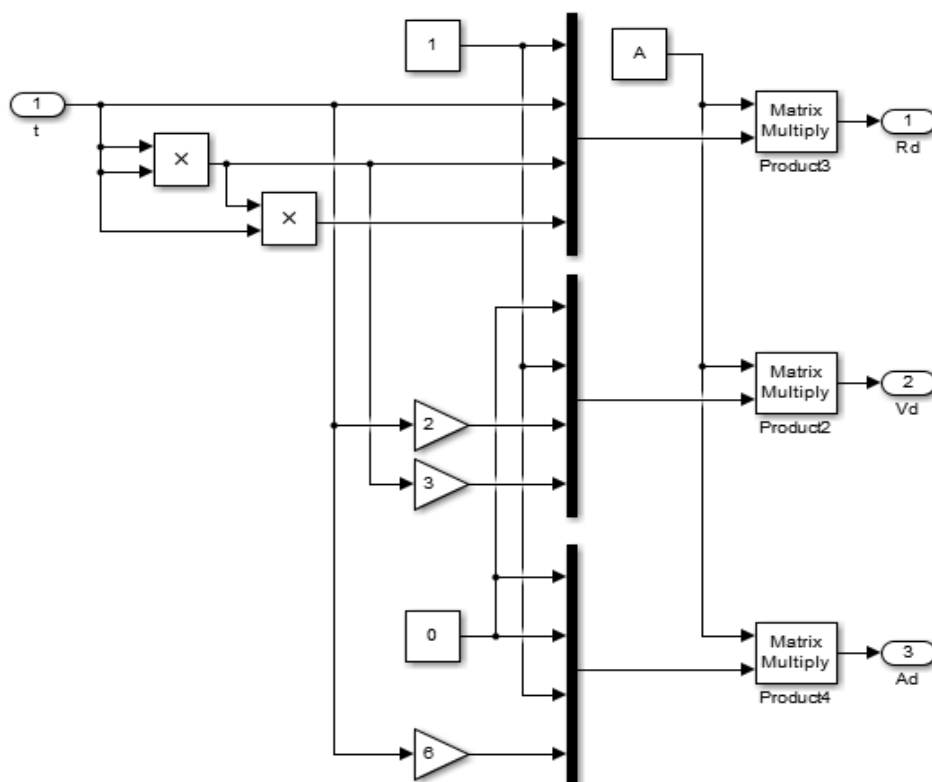 1
A
1
t
Matrix
Multiply
Product3
1
Rd
×
×
Matrix
Multiply
Product2
2
Vd
2
3
0
Matrix
Multiply
Product4
3
Ad
6